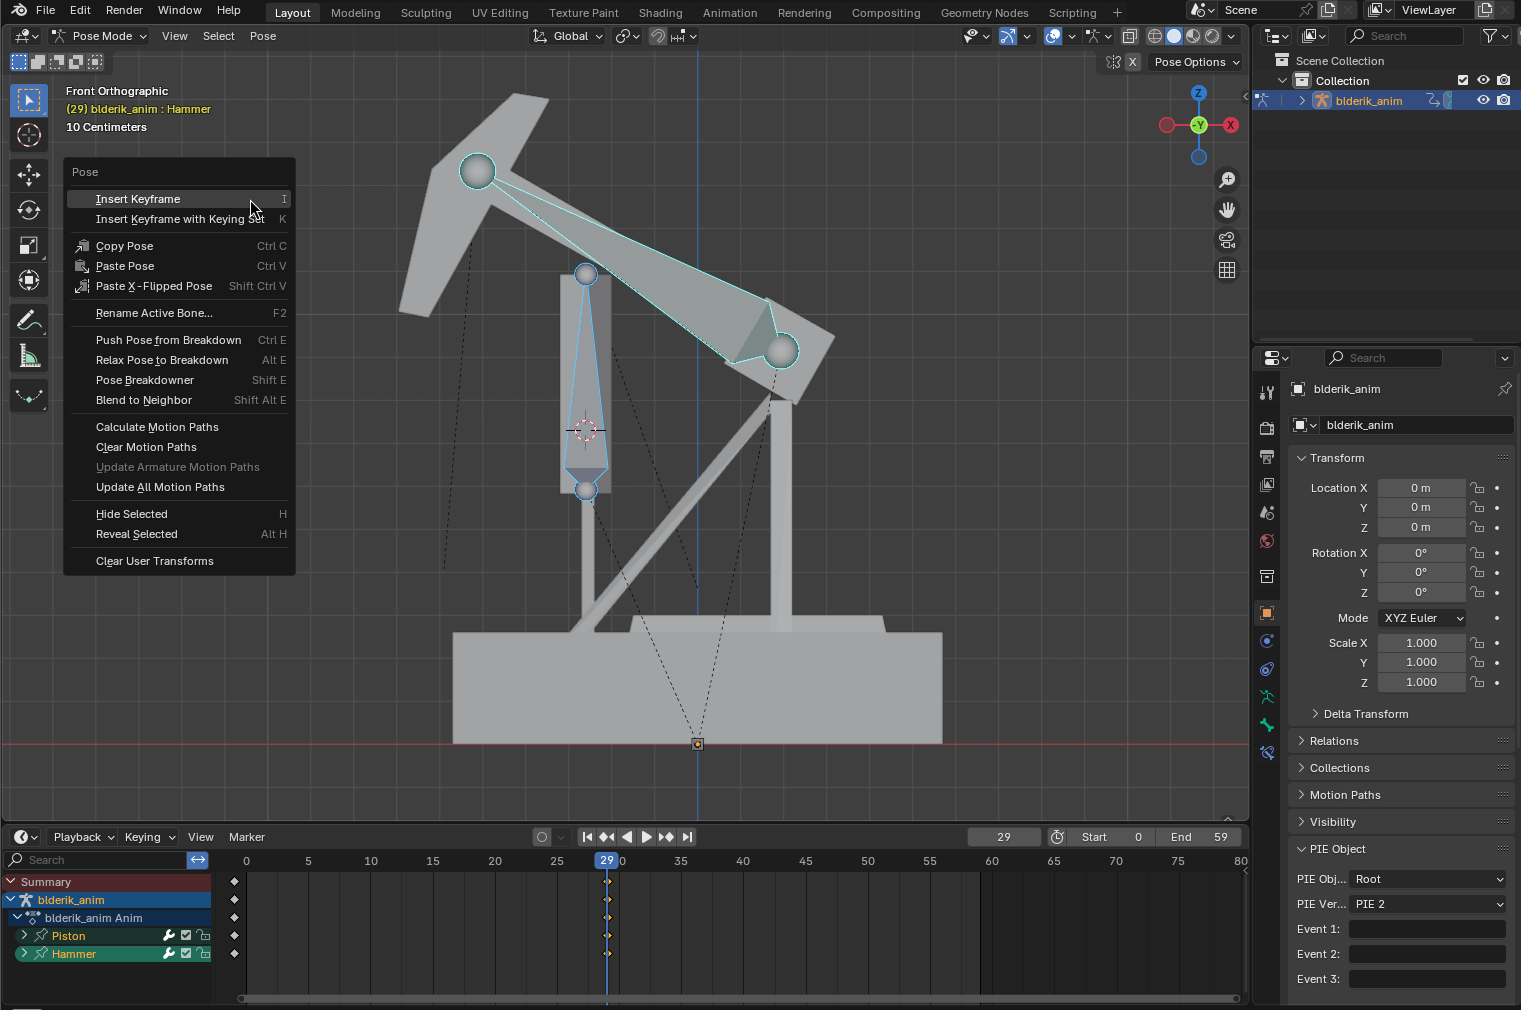 File Edit Render Window Help Layout Modeling Sculpting UV Editing Texture Paint Shading Animation Rendering Compositing Geometry Nodes Scripting + Scene ViewLayer
Pose Mode View Select Pose Global Search
X Pose Options
Scene Collection
Collection
blderik_anim
Front Orthographic
(29) blderik_anim : Hammer
10 Centimeters
Z
-Y
X
Pose
Insert Keyframe I
Insert Keyframe with Keying Set K
Copy Pose Ctrl C
Paste Pose Ctrl V
Paste X-Flipped Pose Shift Ctrl V
Rename Active Bone... F2
Push Pose from Breakdown Ctrl E
Relax Pose to Breakdown Alt E
Pose Breakdowner Shift E
Blend to Neighbor Shift Alt E
Calculate Motion Paths
Clear Motion Paths
Update Armature Motion Paths
Update All Motion Paths
Hide Selected H
Reveal Selected Alt H
Clear User Transforms
Search
blderik_anim
blderik_anim
Transform
Location X 0 m
Y 0 m
Z 0 m
Rotation X 0°
Y 0°
Z 0°
Mode XYZ Euler
Scale X 1.000
Y 1.000
Z 1.000
Delta Transform
Relations
Collections
Motion Paths
Visibility
PIE Object
PIE Obj... Root
PIE Ver... PIE 2
Event 1:
Event 2:
Event 3:
Playback Keying View Marker 29 Start 0 End 59
Search 0 5 10 15 20 25 29 30 35 40 45 50 55 60 65 70 75 80
Summary
blderik_anim
blderik_anim Anim
Piston
Hammer